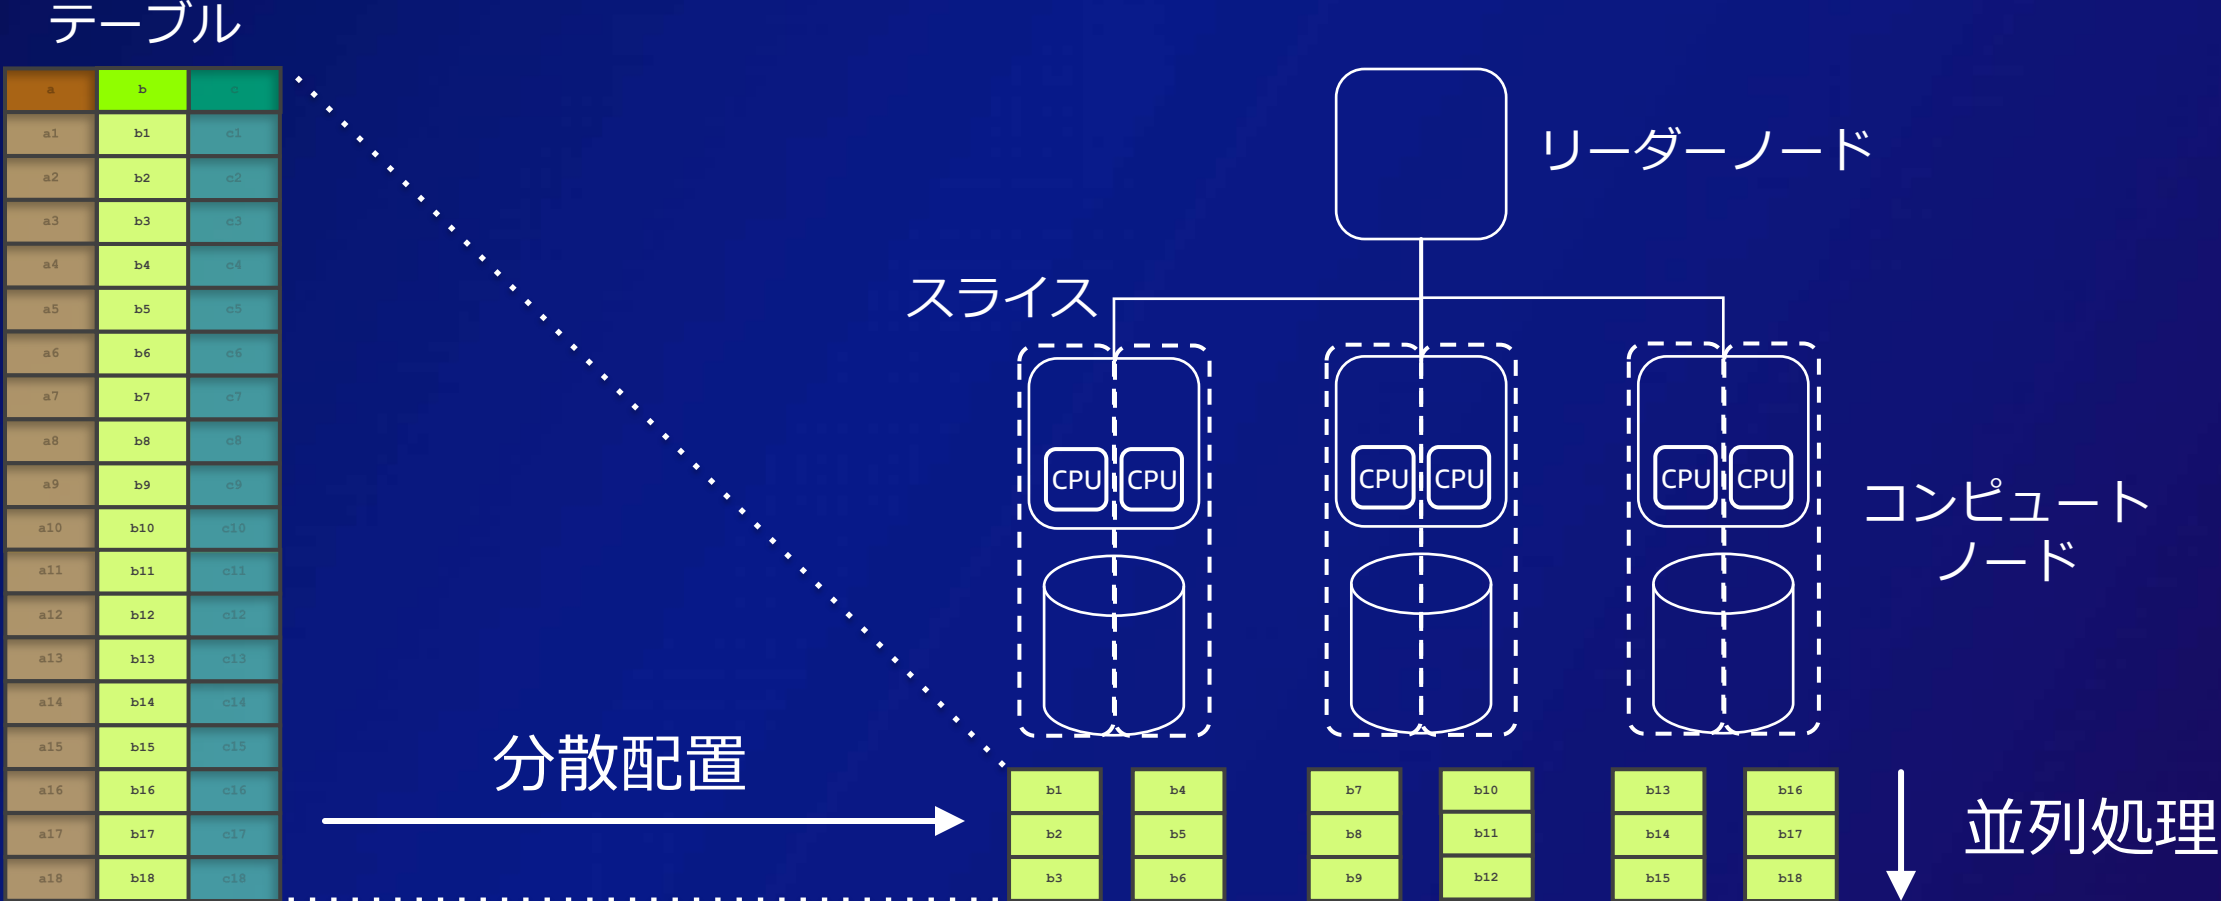 テーブル
a b c
a1 b1 c1
a2 b2 c2
a3 b3 c3
a4 b4 c4
a5 b5 c5
a6 b6 c6
a7 b7 c7
a8 b8 c8
a9 b9 c9
a10 b10 c10
a11 b11 c11
a12 b12 c12
a13 b13 c13
a14 b14 c14
a15 b15 c15
a16 b16 c16
a17 b17 c17
a18 b18 c18
分散配置
リーダーノード
スライス
CPU CPU CPU CPU CPU CPU
コンピュート
ノード
b1 b4 b7 b10 b13 b16
b2 b5 b8 b11 b14 b17
b3 b6 b9 b12 b15 b18
並列処理